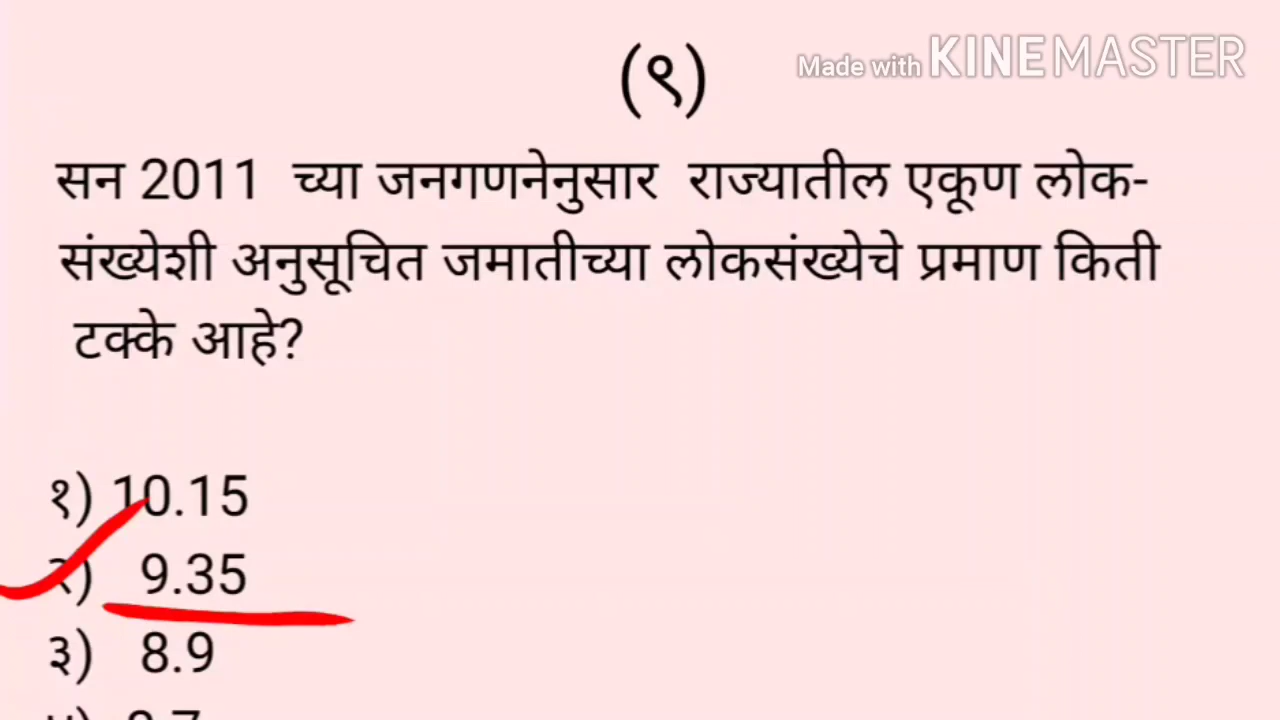 (९)
Made with KINEMASTER
सन 2011 च्या जनगणनेनुसार राज्यातील एकूण लोक-
संख्येशी अनुसूचित जमातीच्या लोकसंख्येचे प्रमाण किती
टक्के आहे?
१) 10.15
२) 9.35
३) 8.9